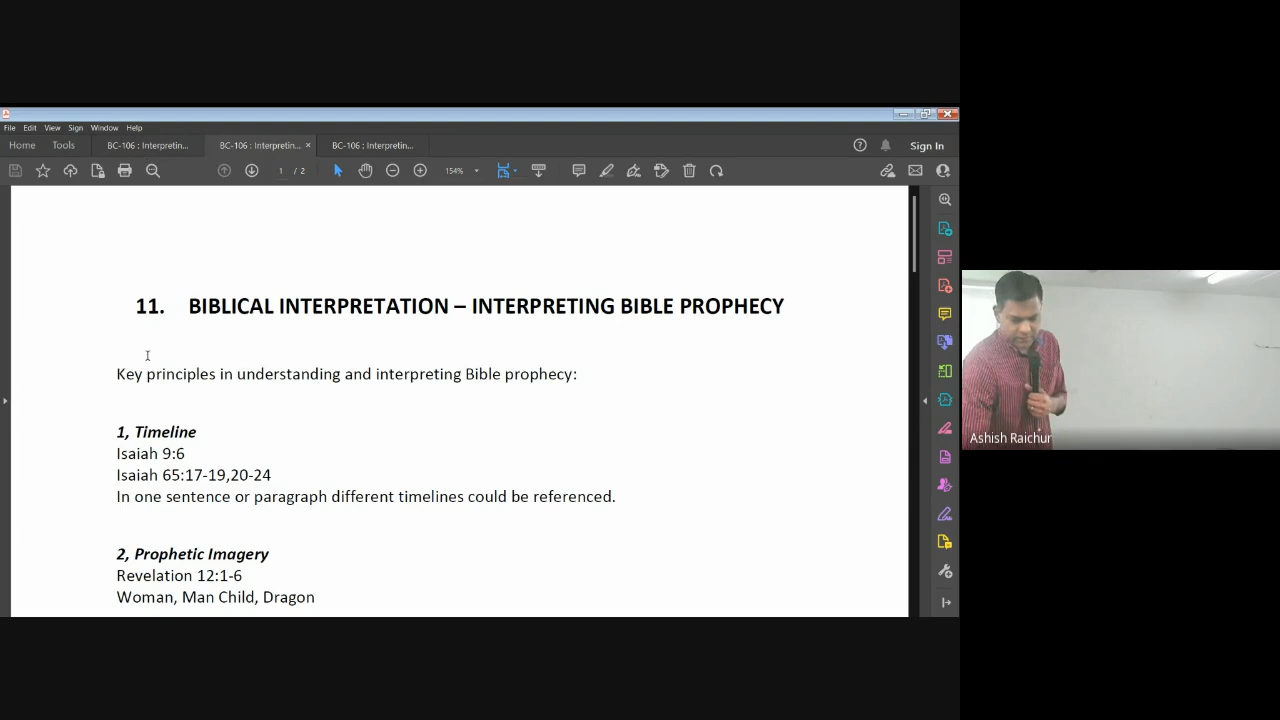 File Edit View Sign Window Help
Home Tools BC-106 : Interpretin... BC-106 : Interpretin... × BC-106 : Interpretin... Sign In
1 / 2 154%
11. BIBLICAL INTERPRETATION – INTERPRETING BIBLE PROPHECY
Key principles in understanding and interpreting Bible prophecy:
1, Timeline
Isaiah 9:6
Isaiah 65:17-19,20-24
In one sentence or paragraph different timelines could be referenced.
2, Prophetic Imagery
Revelation 12:1-6
Woman, Man Child, Dragon
Ashish Raichur